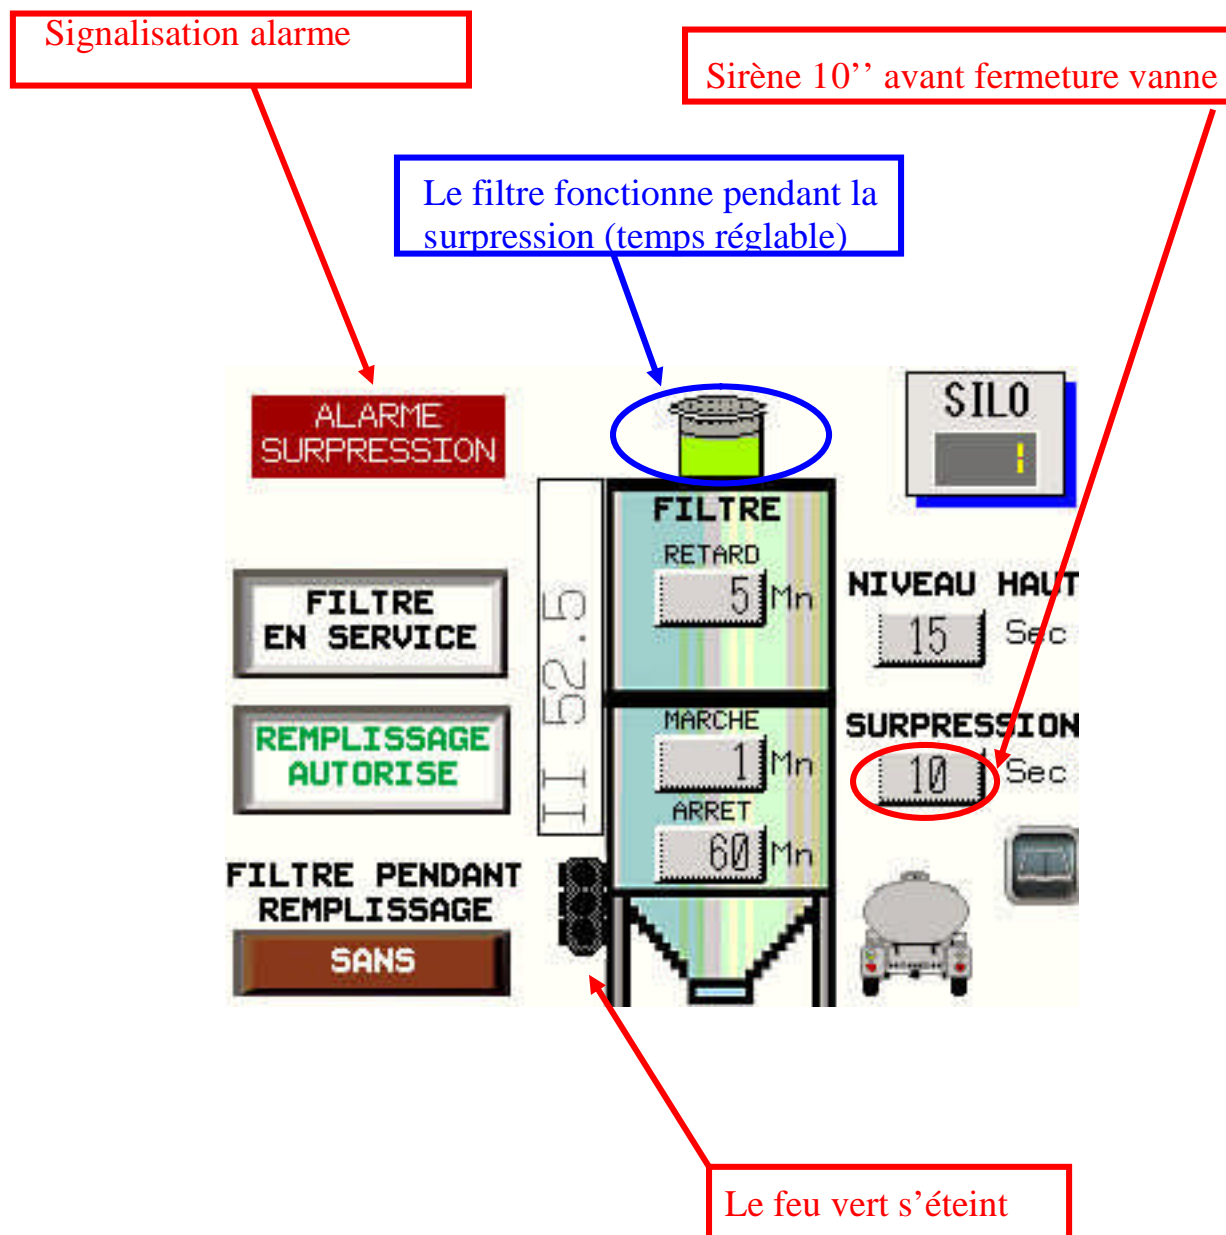 Signalisation alarme
Sirène 10’’ avant fermeture vanne
Le filtre fonctionne pendant la
surpression (temps réglable)
ALARME
SURPRESSION
SILO
1
FILTRE
RETARD
5 Mn
NIVEAU HAUT
15 Sec
FILTRE
EN SERVICE
II 52.5
REMPLISSAGE
AUTORISE
MARCHE
1 Mn
SURPRESSION
10 Sec
ARRET
60 Mn
FILTRE PENDANT
REMPLISSAGE
SANS
Le feu vert s’éteint